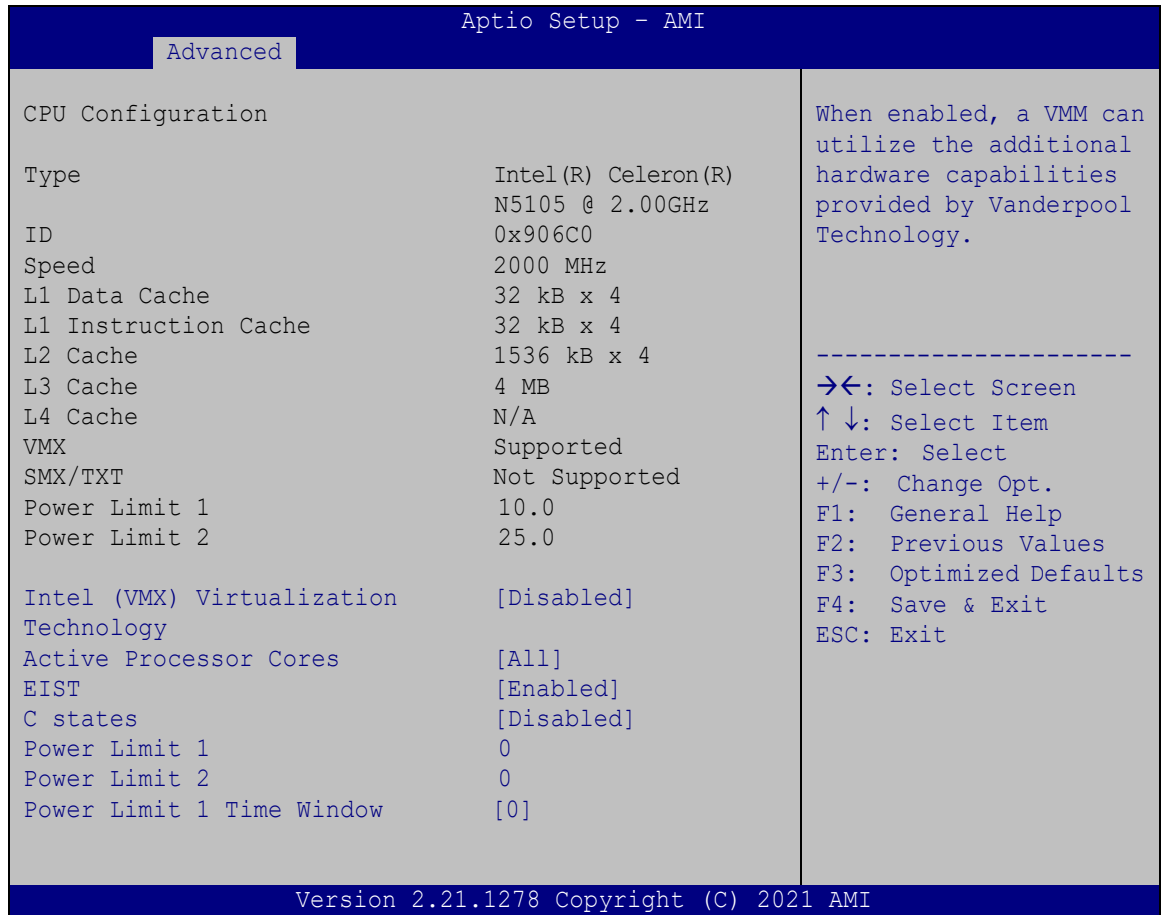 Aptio Setup – AMI
Advanced
CPU Configuration
Type Intel(R) Celeron(R)
N5105 @ 2.00GHz
ID 0x906C0
Speed 2000 MHz
L1 Data Cache 32 kB x 4
L1 Instruction Cache 32 kB x 4
L2 Cache 1536 kB x 4
L3 Cache 4 MB
L4 Cache N/A
VMX Supported
SMX/TXT Not Supported
Power Limit 1 10.0
Power Limit 2 25.0
Intel (VMX) Virtualization [Disabled]
Technology
Active Processor Cores [All]
EIST [Enabled]
C states [Disabled]
Power Limit 1 0
Power Limit 2 0
Power Limit 1 Time Window [0]
When enabled, a VMM can
utilize the additional
hardware capabilities
provided by Vanderpool
Technology.
----------------------
→←: Select Screen
↑ ↓: Select Item
Enter: Select
+/-: Change Opt.
F1: General Help
F2: Previous Values
F3: Optimized Defaults
F4: Save & Exit
ESC: Exit
Version 2.21.1278 Copyright (C) 2021 AMI